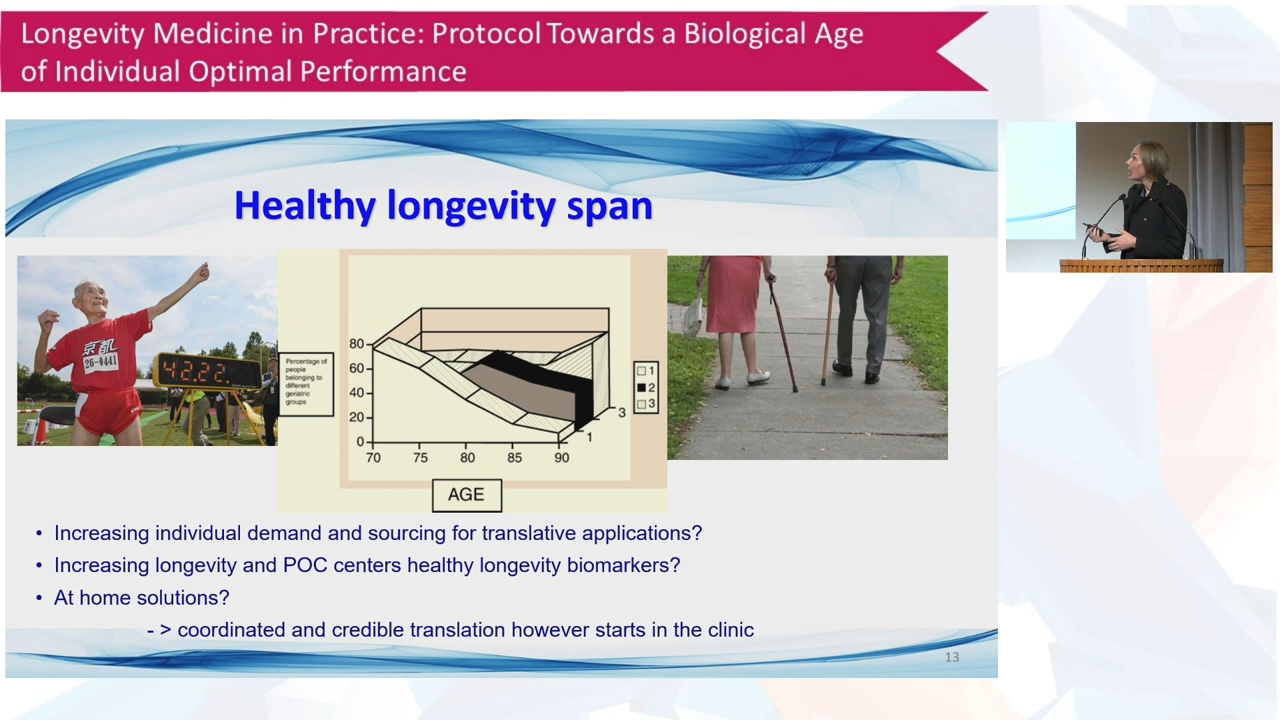 Longevity Medicine in Practice: Protocol Towards a Biological Age
of Individual Optimal Performance
Healthy longevity span
京都
26-0441
42.22.
Percentage of
people
belonging to
different
geriatric
groups
80
60
40
20
0
70 75 80 85 90
1
3
1
2
3
AGE
• Increasing individual demand and sourcing for translative applications?
• Increasing longevity and POC centers healthy longevity biomarkers?
• At home solutions?
- > coordinated and credible translation however starts in the clinic
13